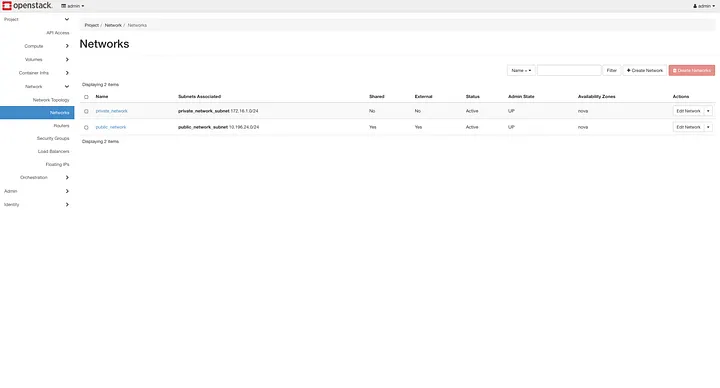 openstack. admin admin
Project
API Access
Compute
Volumes
Container Infra
Network
Network Topology
Networks
Routers
Security Groups
Load Balancers
Floating IPs
Orchestration
Admin
Identity
Project / Network / Networks
Networks
Name = Filter + Create Network Delete Networks
Displaying 2 items
Name Subnets Associated Shared External Status Admin State Availability Zones Actions
private_network private_network_subnet 172.16.1.0/24 No No Active UP nova Edit Network
public_network public_network_subnet 10.196.24.0/24 Yes Yes Active UP nova Edit Network
Displaying 2 items